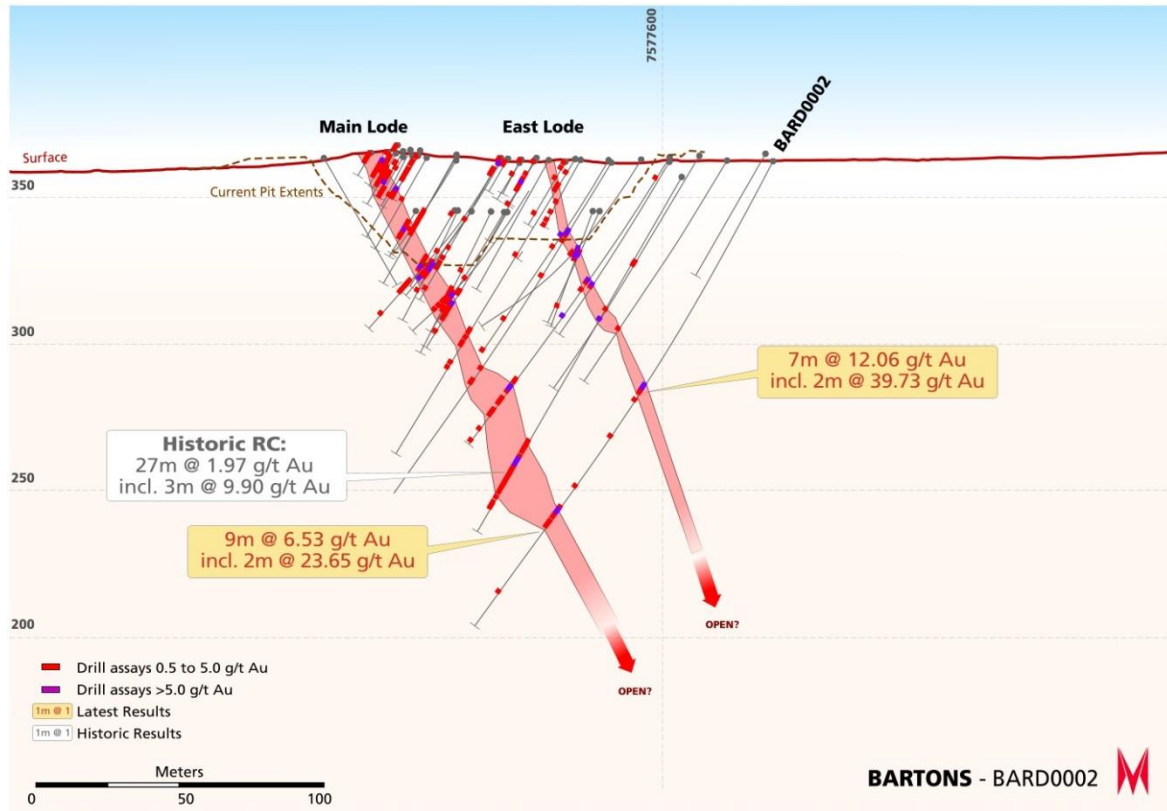 7577600
BARD0002
Main Lode
East Lode
Surface
Current Pit Extents
350
300
250
200
7m @ 12.06 g/t Au
incl. 2m @ 39.73 g/t Au
Historic RC:
27m @ 1.97 g/t Au
incl. 3m @ 9.90 g/t Au
9m @ 6.53 g/t Au
incl. 2m @ 23.65 g/t Au
OPEN?
OPEN?
Drill assays 0.5 to 5.0 g/t Au
Drill assays >5.0 g/t Au
1m @ 1 Latest Results
1m @ 1 Historic Results
Meters
0 50 100
BARTONS - BARD0002